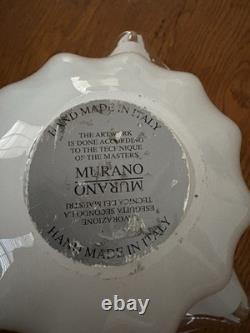 HAND MADE IN ITALY
THE ARTWORK
IS DONE ACCORDING
TO THE TECHNIQUE
OF THE MASTERS
MURANO
MURANO
LAVORAZIONE
ESEGUITA SECONDO LA
TECNICA DEI MAESTRI
HAND MADE IN ITALY
ebay